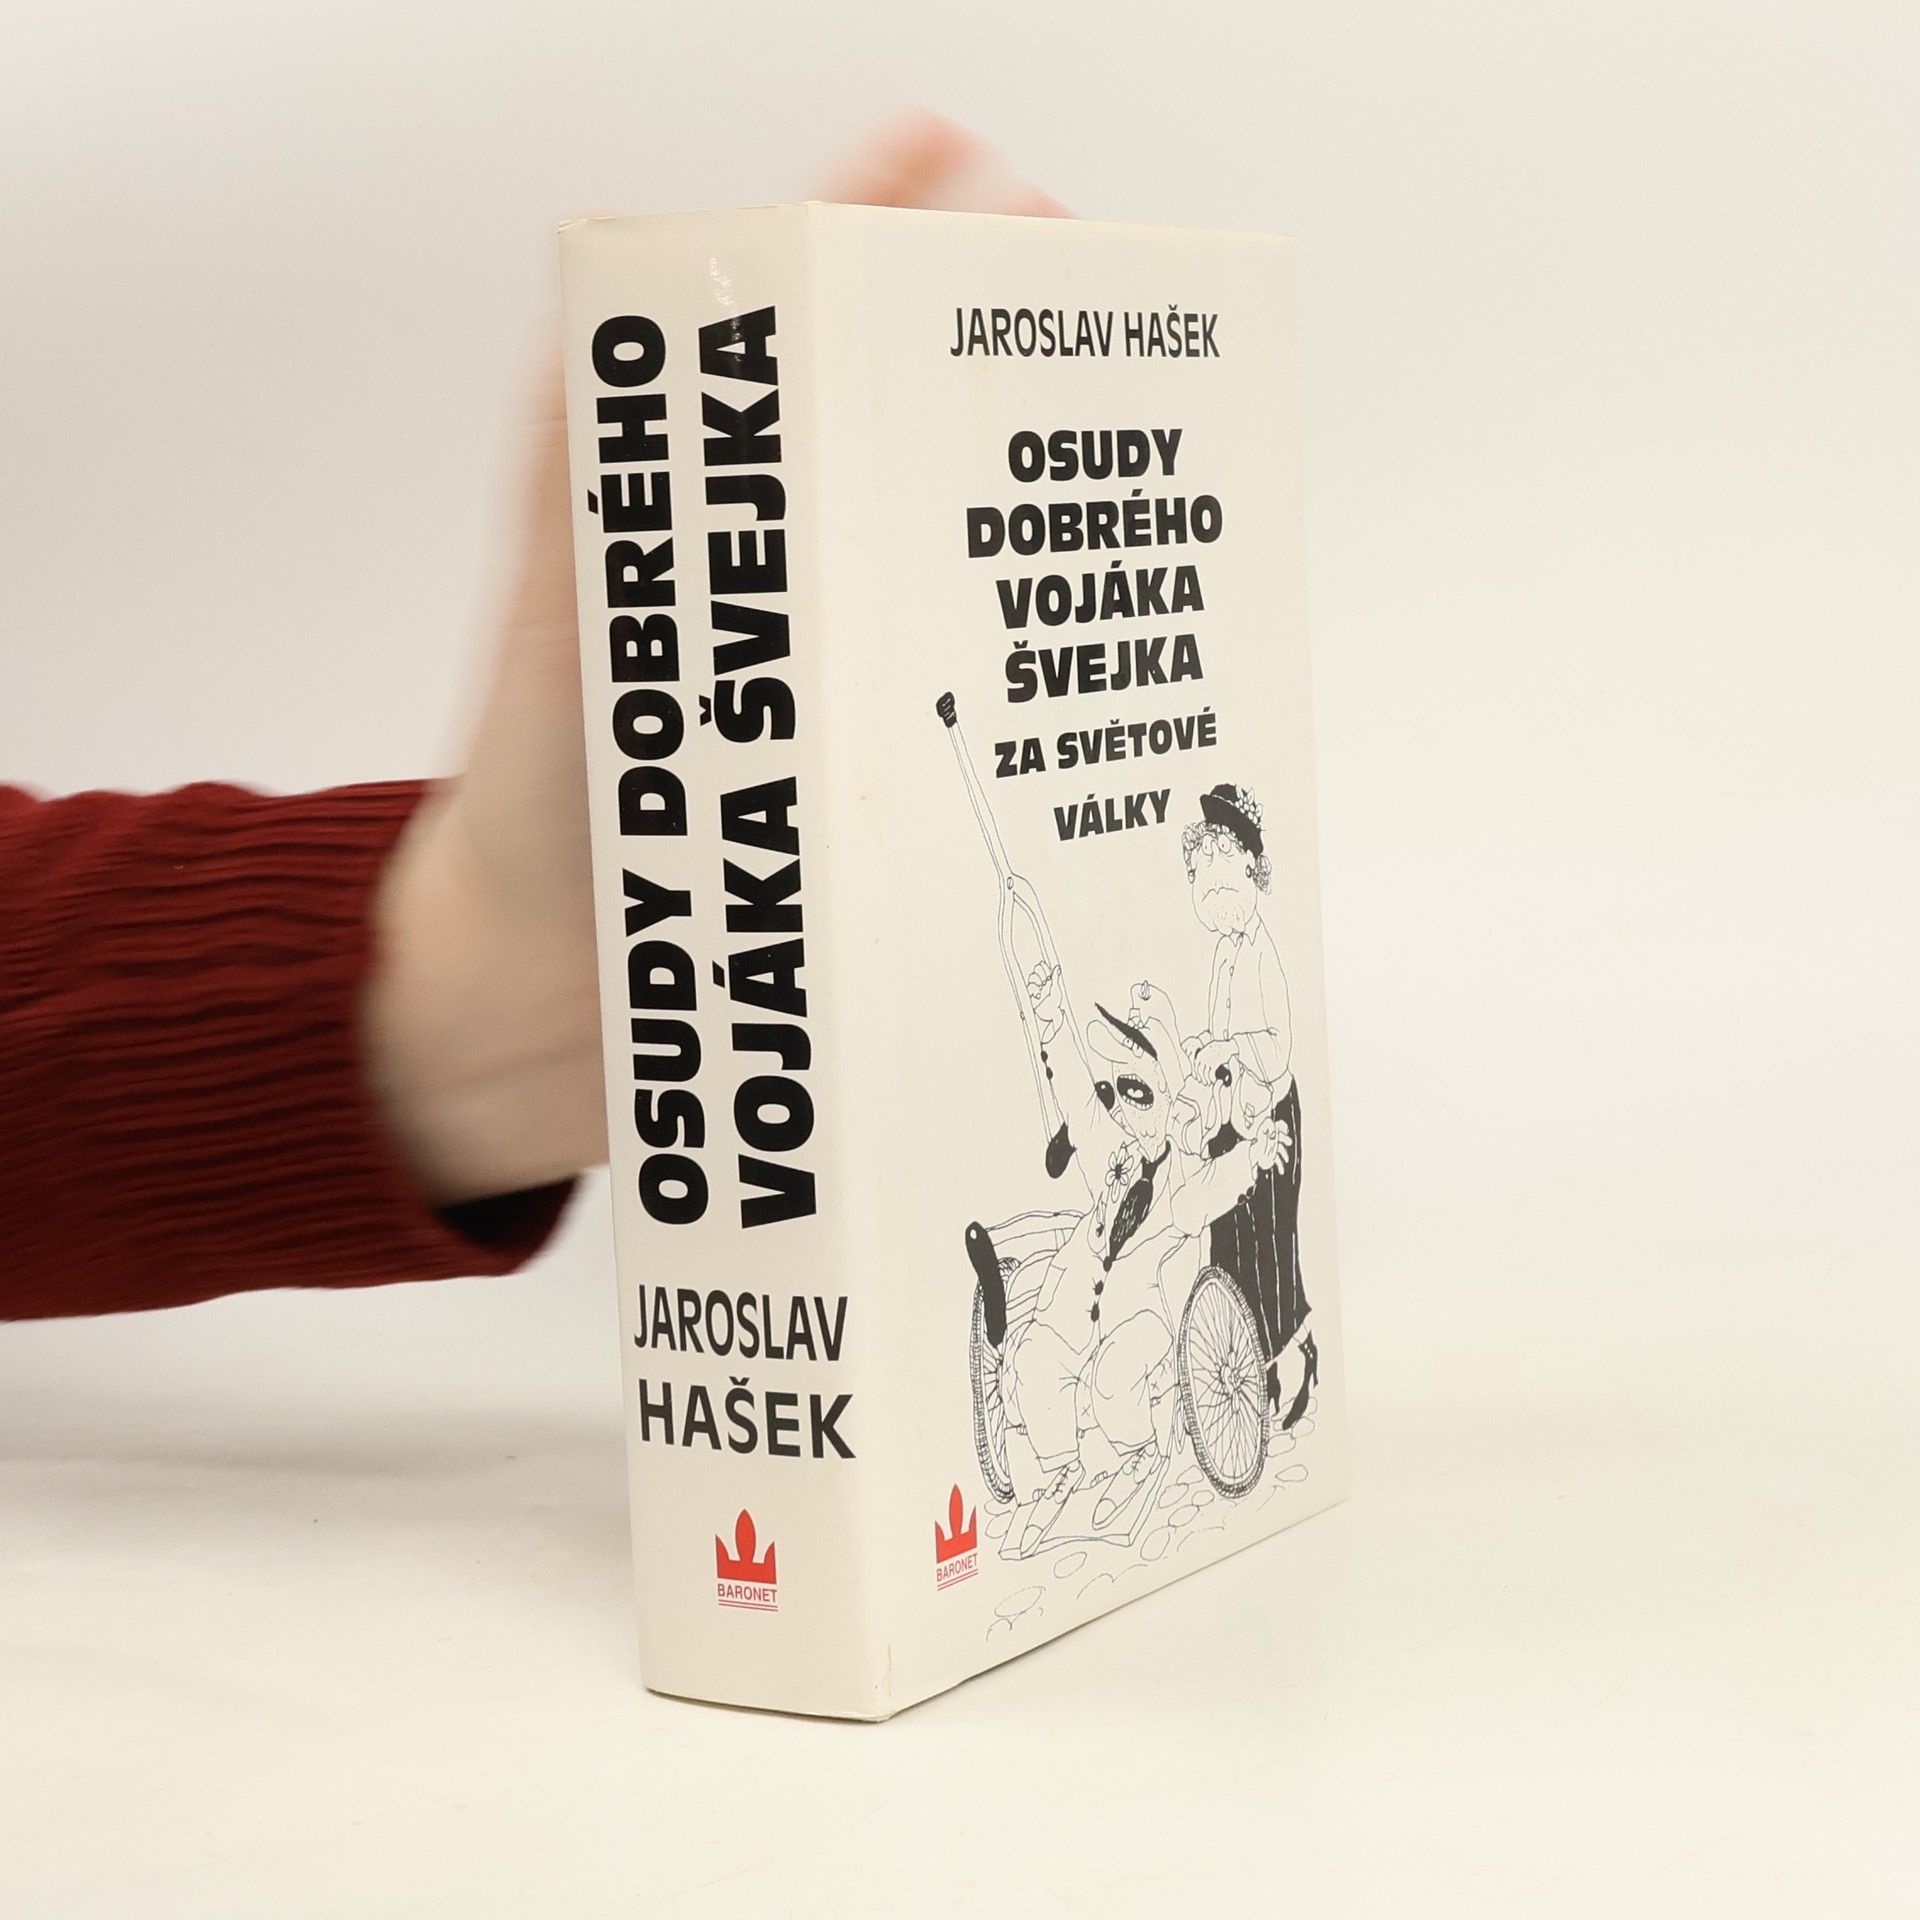 OSUDY DOBRÉHO
VOJÁKA ŠVEJKA
JAROSLAV
HAŠEK
BARONET
JAROSLAV HAŠEK
OSUDY
DOBRÉHO
VOJÁKA
ŠVEJKA
ZA SVĚTOVÉ
VÁLKY
BARONET